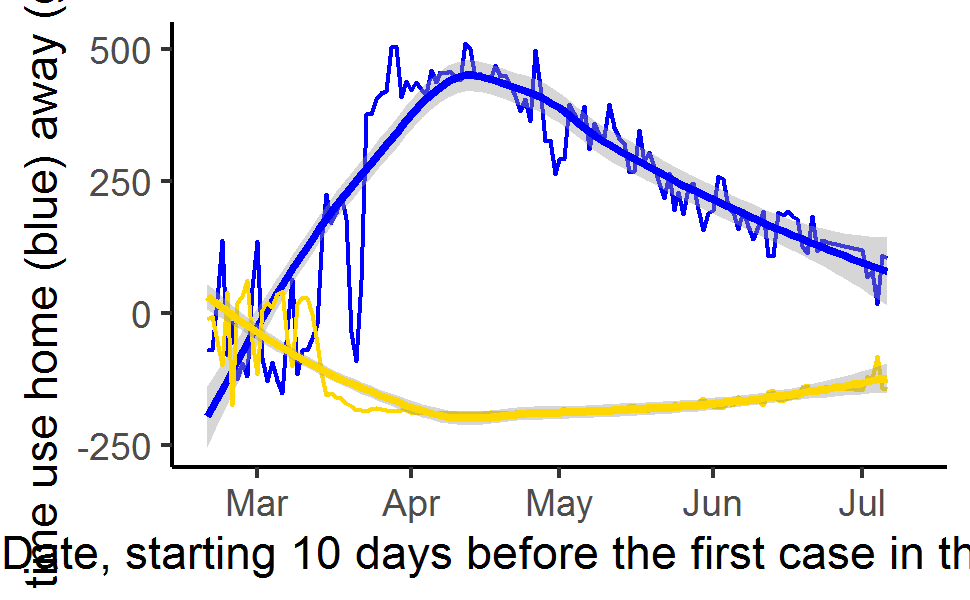 time use home (blue) away (
500
250
0
-250
Mar Apr May Jun Jul
Date, starting 10 days before the first case in th